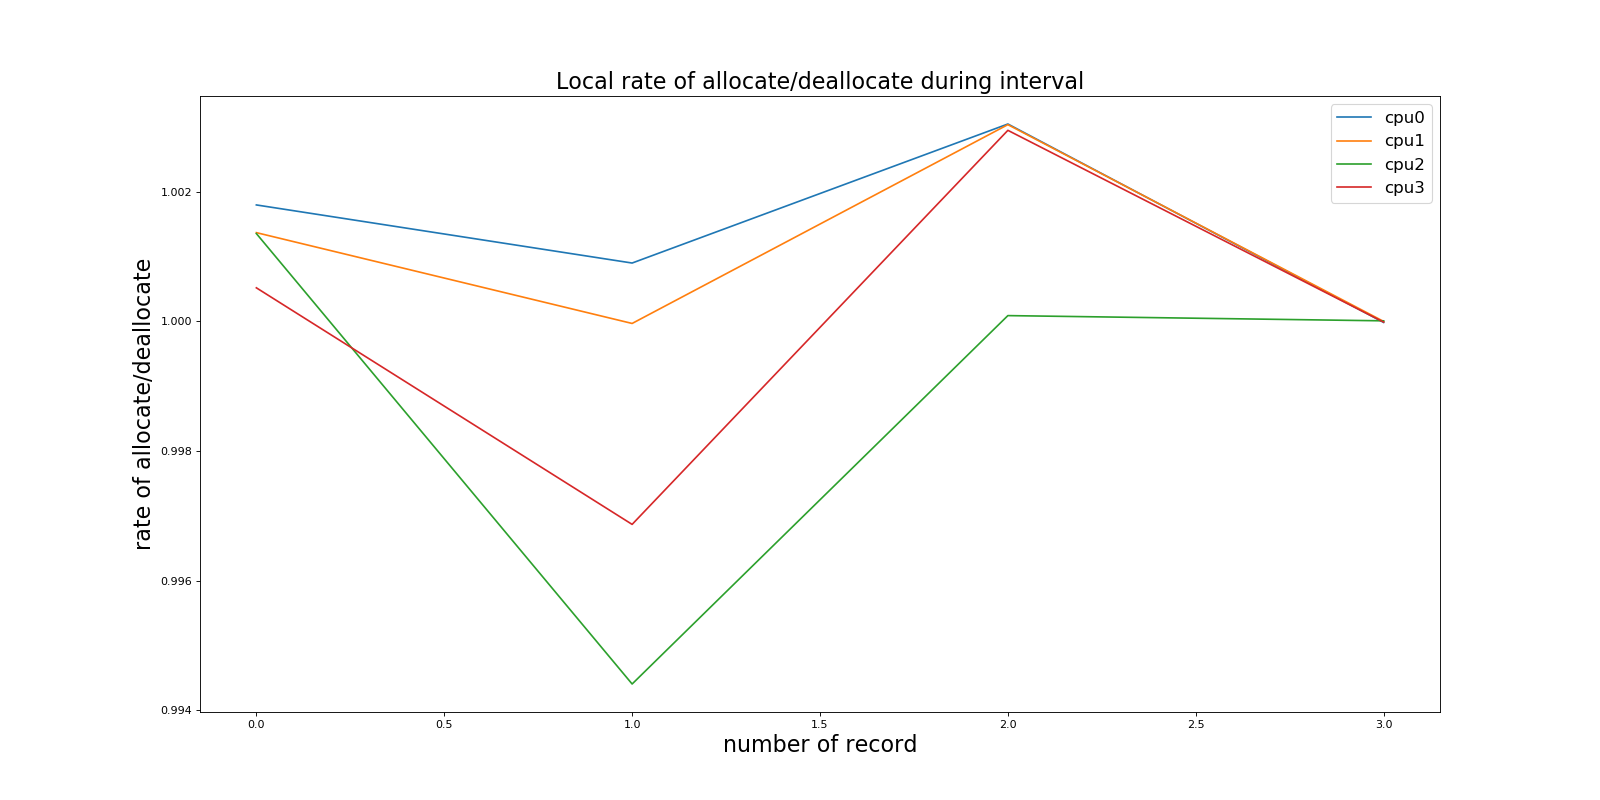 Local rate of allocate/deallocate during interval
cpu0
cpu1
cpu2
cpu3
rate of allocate/deallocate
1.002
1.000
0.998
0.996
0.994
0.0 0.5 1.0 1.5 2.0 2.5 3.0
number of record